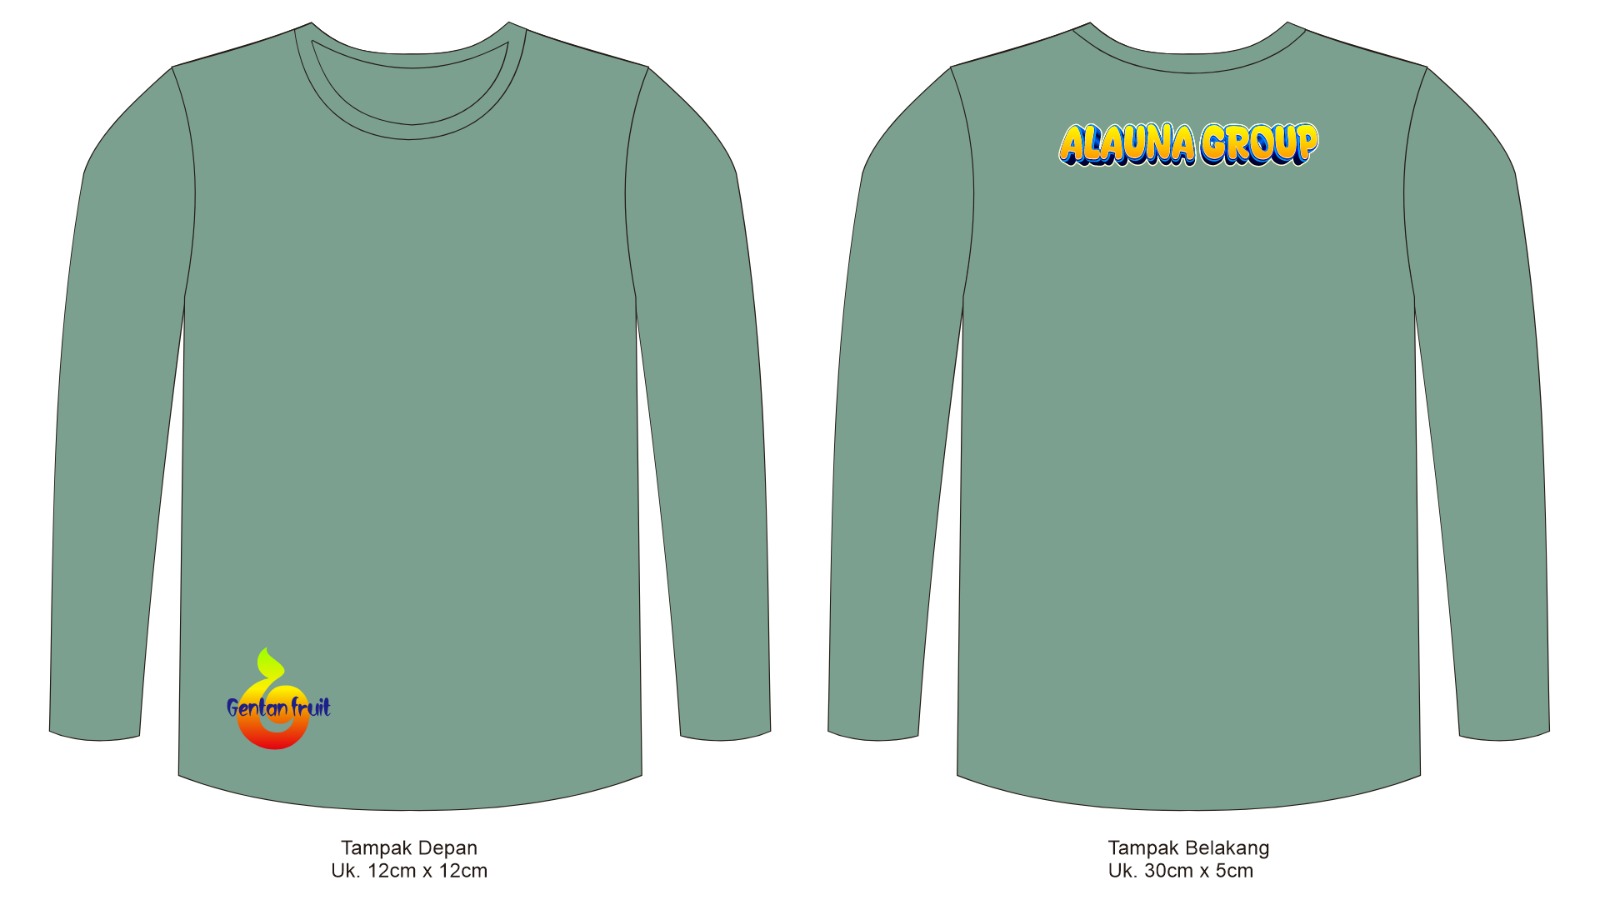 ALAUNA GROUP
Gentan fruit
Tampak Depan
Uk. 12cm x 12cm
Tampak Belakang
Uk. 30cm x 5cm